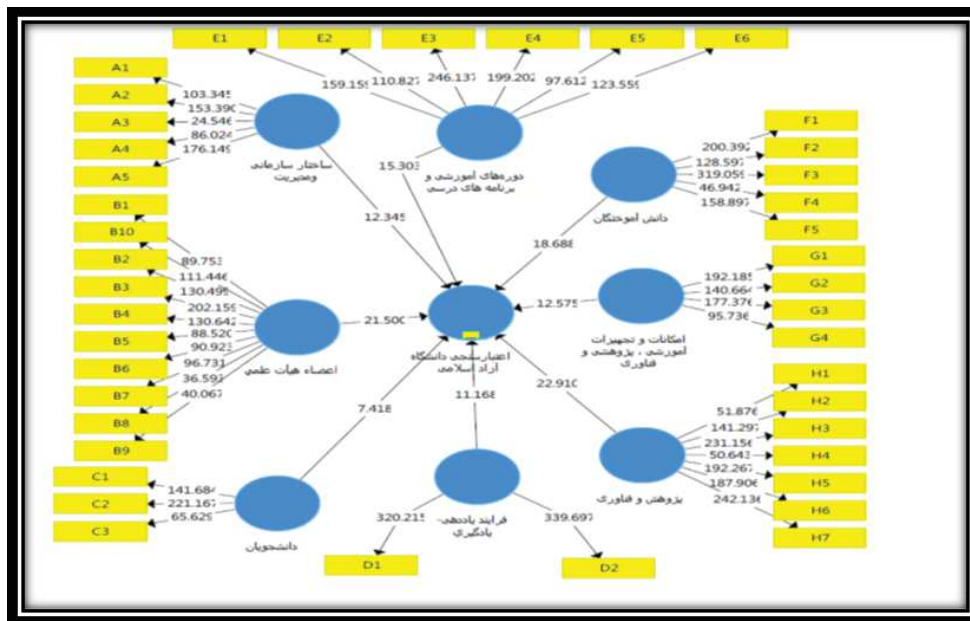 E1
E2
E3
E4
E5
E6
159.159
110.827
246.137
199.202
97.612
123.559
A1
A2
A3
A4
A5
103.345
153.390
24.546
86.024
176.149
ساختار سازمانی
ومدیریت
12.345
دوره‌های آموزشی و
برنامه های درسی
15.303
F1
F2
F3
F4
F5
200.392
128.597
319.059
46.942
158.897
دانش آموختگان
18.688
B1
B10
B2
B3
B4
B5
B6
B7
B8
B9
89.753
111.446
130.499
202.159
130.642
88.520
90.923
96.731
36.592
40.067
اعضاء هیأت علمی
21.500
اعتبارسنجی دانشگاه
آزاد اسلامی
G1
G2
G3
G4
192.185
140.664
177.376
95.736
12.575
امکانات و تجهیزات
آموزشی ، پژوهشی و
فناوری
H1
H2
H3
H4
H5
H6
H7
51.876
141.297
231.156
50.643
192.267
187.906
242.136
پژوهش و فناوری
22.910
C1
C2
C3
141.684
221.167
65.629
دانشجویان
7.418
11.168
فرایند یاددهی-
یادگیری
320.215
339.697
D1
D2